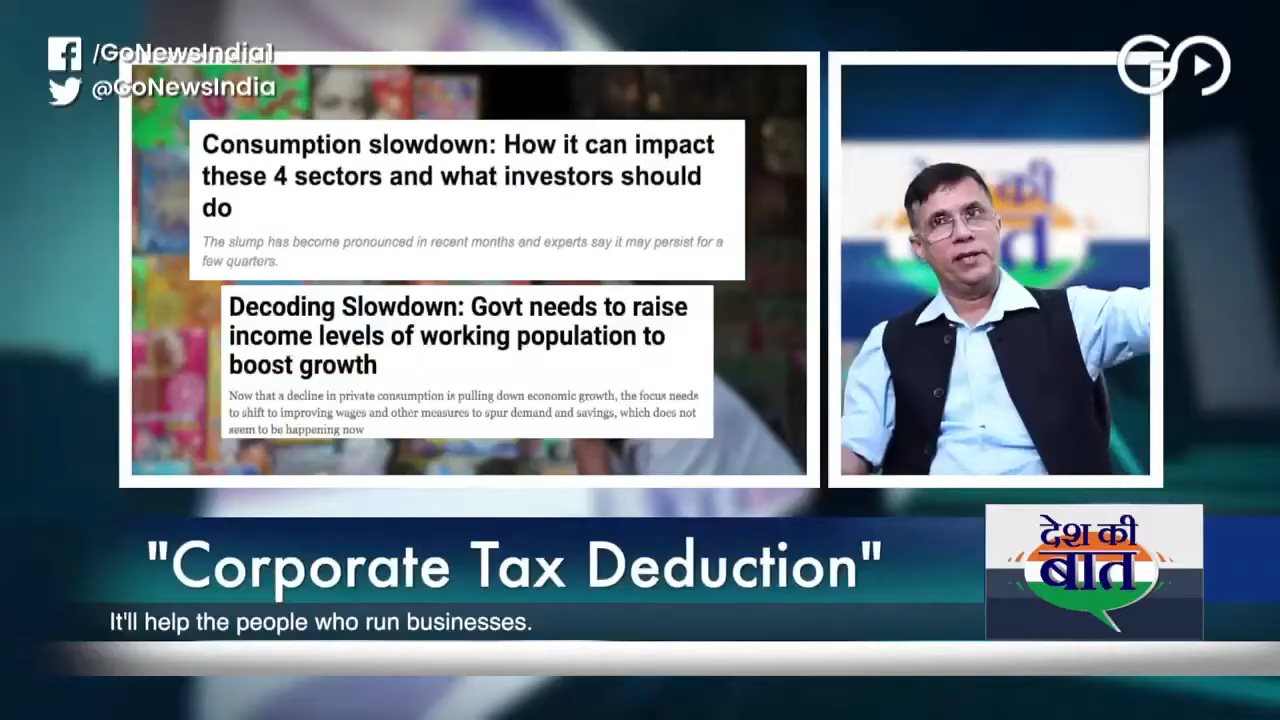 /GoNewsIndia1
@GoNewsIndia
GO
Consumption slowdown: How it can impact
these 4 sectors and what investors should
do
The slump has become pronounced in recent months and experts say it may persist for a
few quarters.
Decoding Slowdown: Govt needs to raise
income levels of working population to
boost growth
Now that a decline in private consumption is pulling down economic growth, the focus needs
to shift to improving wages and other measures to spur demand and savings, which does not
seem to be happening now
की
बात
"Corporate Tax Deduction"
It'll help the people who run businesses.
देश की
बात